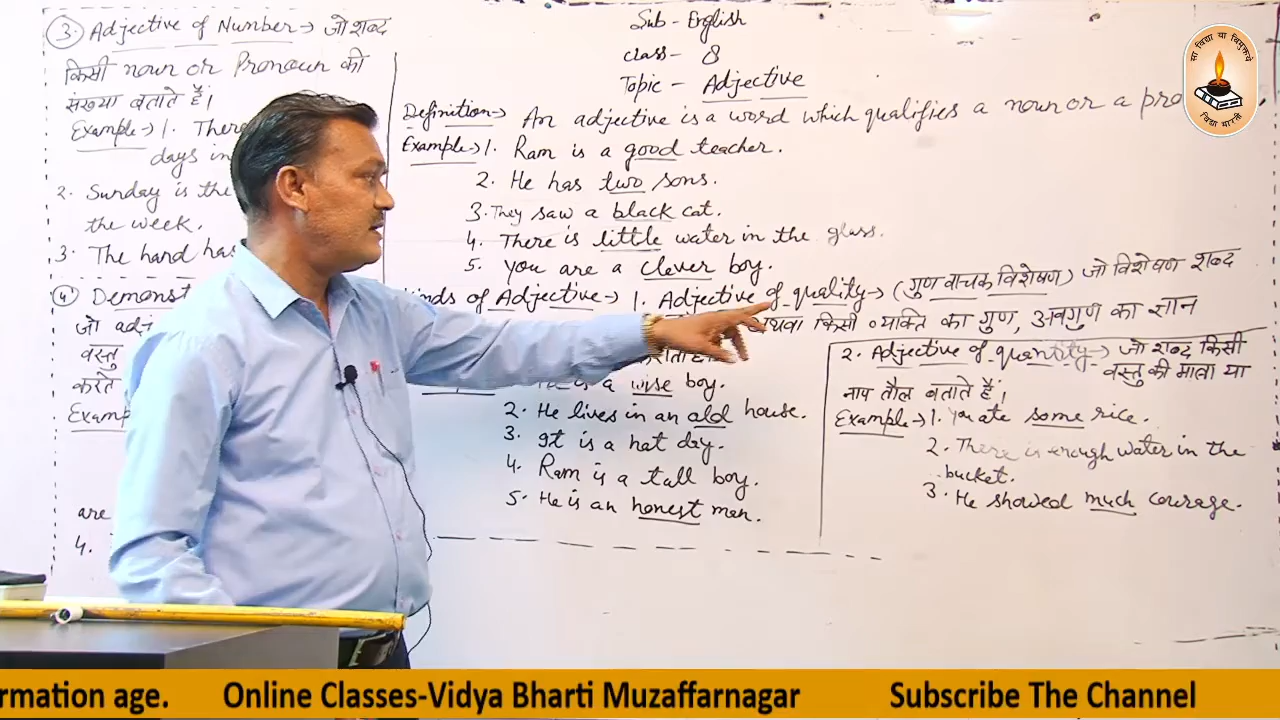 Sub - English
class - 8
Topic - Adjective
③. Adjective of Number→ जो शब्द
किसी noun or Pronoun की
संख्या बताते हैं।
Example→ 1. There
days in
2. Sunday is the
the week.
3. The hand has
④ Demonst
जो adj
वस्तु
करते
Examp
are
4.
Definition→ An adjective is a word which qualifies a noun or a pro
Example→ 1. Ram is a good teacher.
2. He has two sons.
3. They saw a black cat.
4. There is little water in the glass.
5. You are a clever boy.
kinds of Adjective→ 1. Adjective of quality→ (गुण वाचक विशेषण) जो विशेषण शब्द
अथवा किसी व्यक्ति का गुण, अवगुण का ज्ञान
is a wise boy.
2. He lives in an old house.
3. It is a hat day.
4. Ram is a tall boy.
5. He is an honest man.
2. Adjective of quantity→ जो शब्द किसी
वस्तु की मात्रा या
नाप तौल बताते हैं।
Example→ 1. You ate some rice.
2. There is enough water in the
bucket.
3. He showed much courage.
सा विद्या या विमुक्तये
विद्या भारती
rmation age. Online Classes-Vidya Bharti Muzaffarnagar Subscribe The Channel